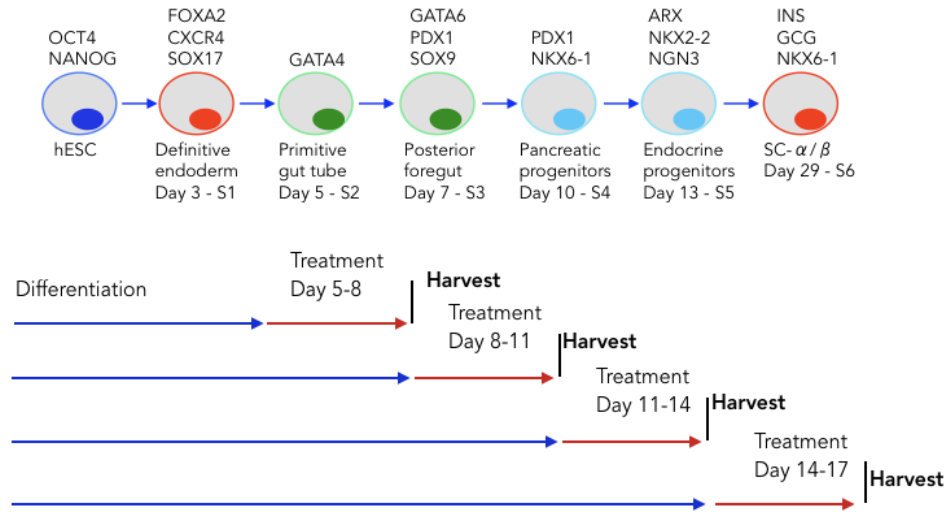 OCT4
NANOG
FOXA2
CXCR4
SOX17
GATA4
GATA6
PDX1
SOX9
PDX1
NKX6-1
ARX
NKX2-2
NGN3
INS
GCG
NKX6-1
hESC
Definitive
endoderm
Day 3 - S1
Primitive
gut tube
Day 5 - S2
Posterior
foregut
Day 7 - S3
Pancreatic
progenitors
Day 10 - S4
Endocrine
progenitors
Day 13 - S5
SC- α / β
Day 29 - S6
Differentiation
Treatment
Day 5-8
Harvest
Treatment
Day 8-11
Harvest
Treatment
Day 11-14
Harvest
Treatment
Day 14-17
Harvest